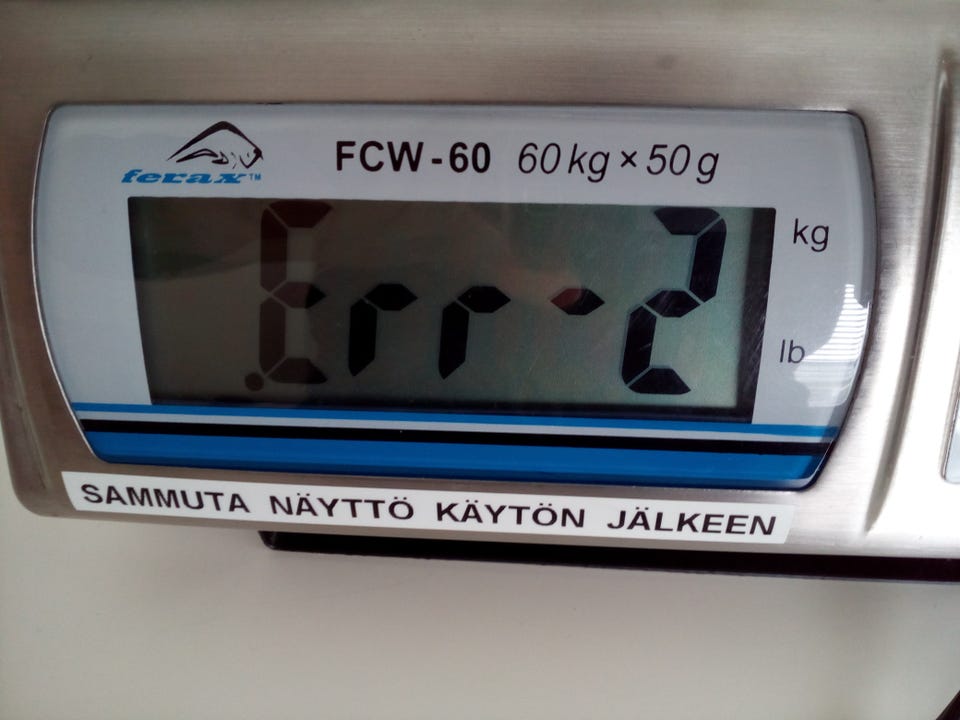 ferax™
FCW-60 60kg×50g
kg
.Err-2
lb
SAMMUTA NÄYTTÖ KÄYTÖN JÄLKEEN